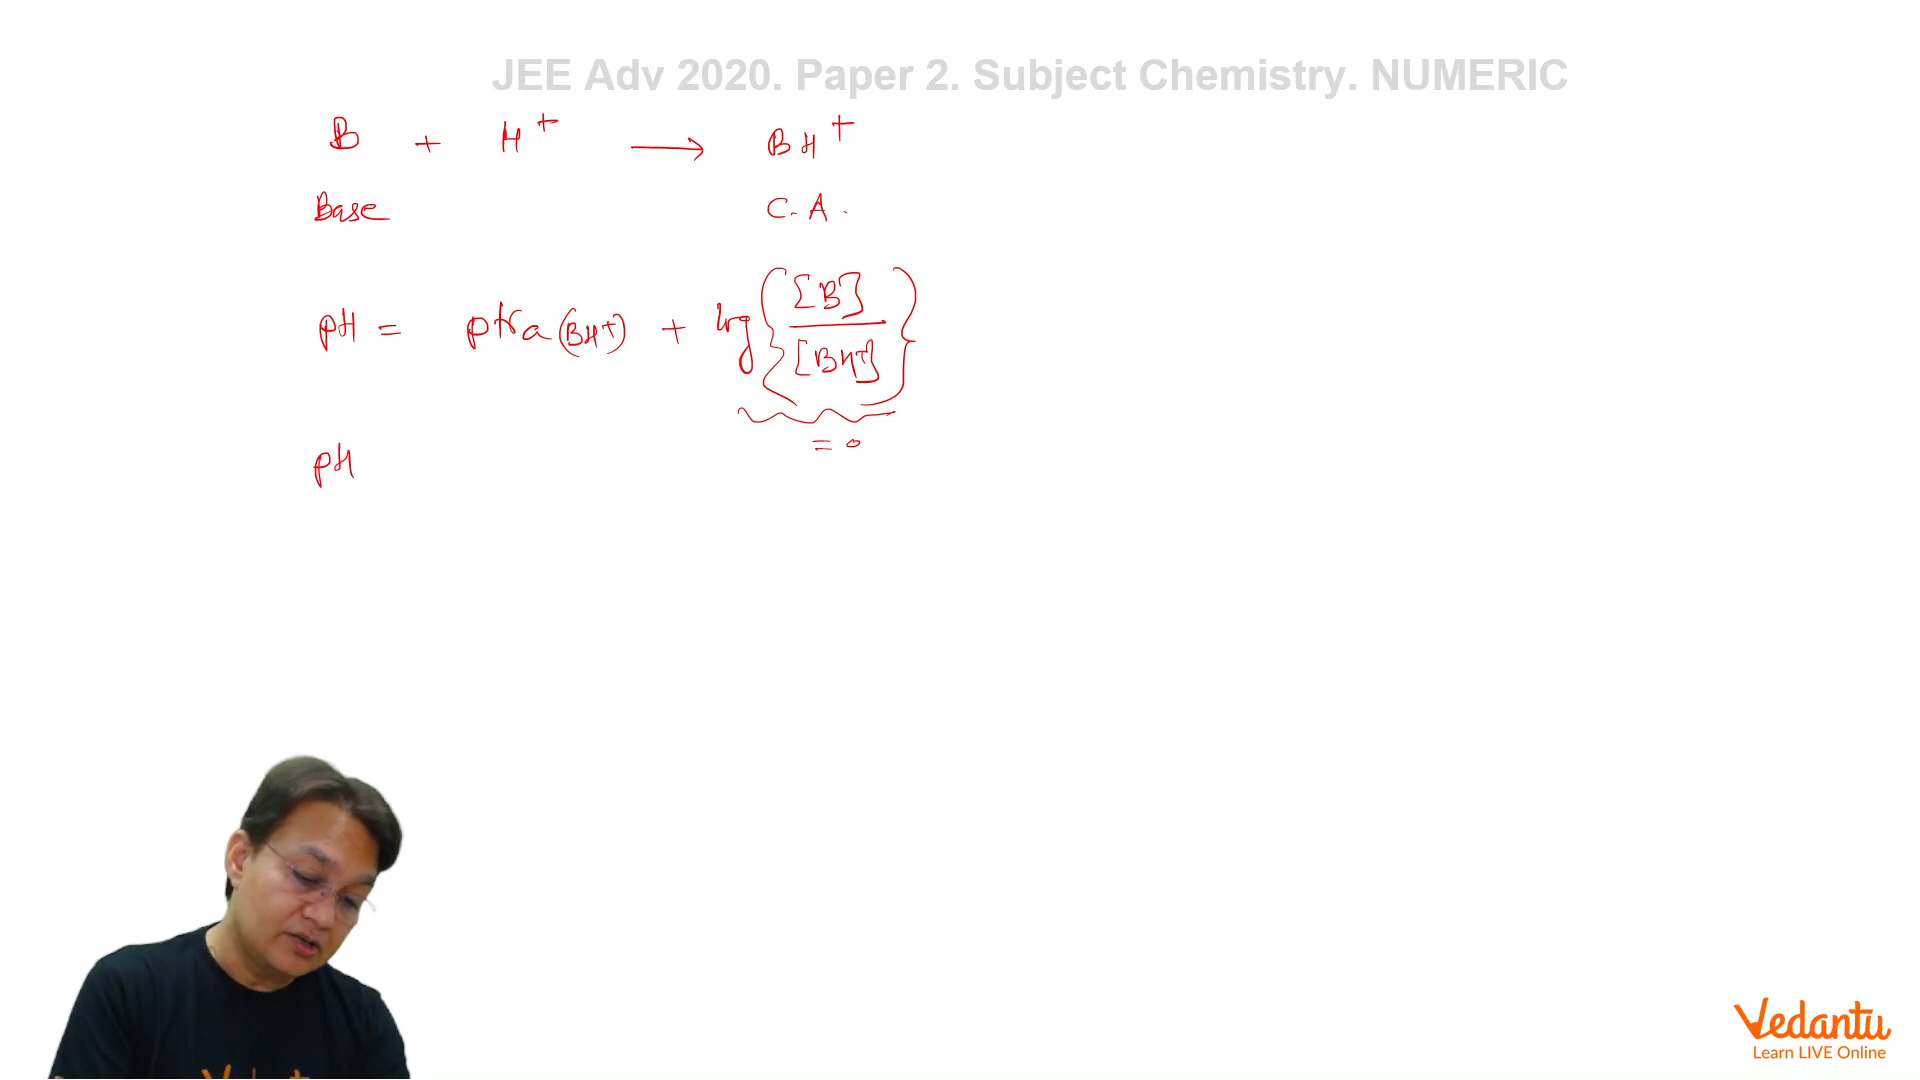 JEE Adv 2020. Paper 2. Subject Chemistry. NUMERIC
B + H⁺ ⟶ BH⁺
Base C.A.
pH = pKa (BH⁺) + log { [B] / [BH⁺] }
= 0
pH
Vedantu
Learn LIVE Online